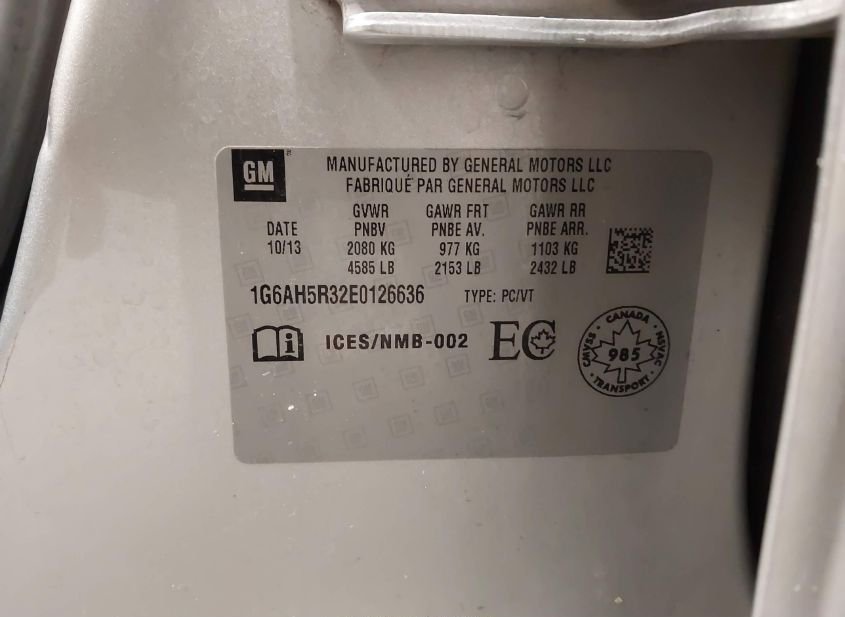 GM
MANUFACTURED BY GENERAL MOTORS LLC
FABRIQUÉ PAR GENERAL MOTORS LLC
GVWR GAWR FRT GAWR RR
DATE PNBV PNBE AV. PNBE ARR.
10/13 2080 KG 977 KG 1103 KG
4585 LB 2153 LB 2432 LB
1G6AH5R32E0126636 TYPE: PC/VT
i ICES/NMB-002 EC
CANADA
CMVSS 985 NSVAC
TRANSPORT